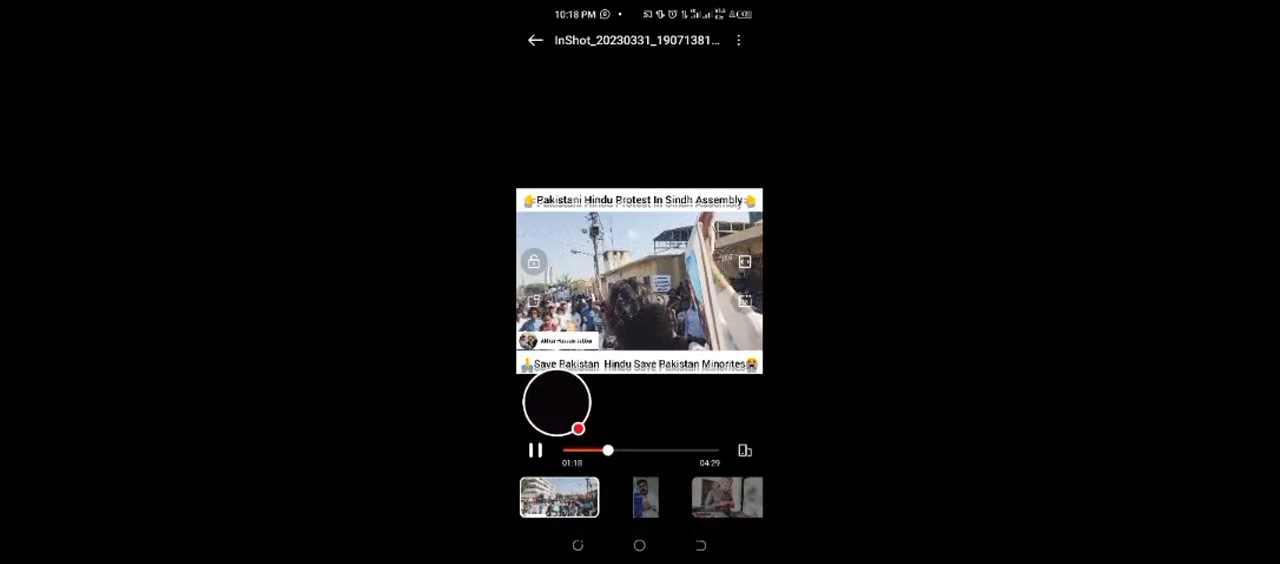 10:18 PM
InShot_20230331_19071381...
Pakistani Hindu Protest In Sindh Assembly
Save Pakistan Hindu Save Pakistan Minorites
01:18
04:29